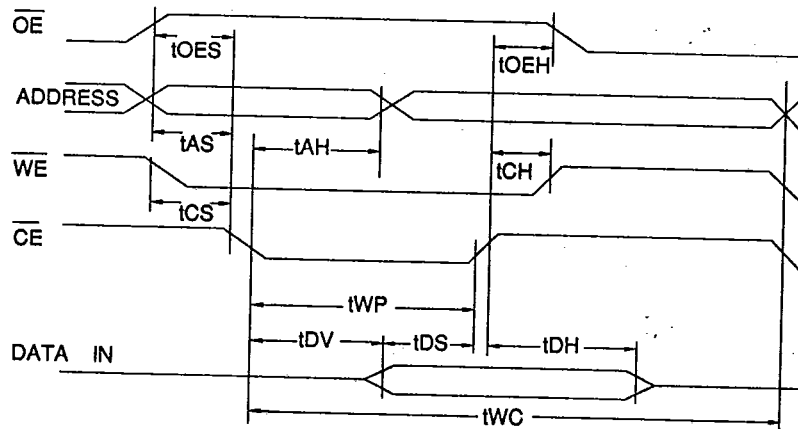 OE
tOES
tOEH
ADDRESS
tAS
tAH
WE
tCH
tCS
CE
tWP
tDV
tDS
tDH
DATA IN
tWC